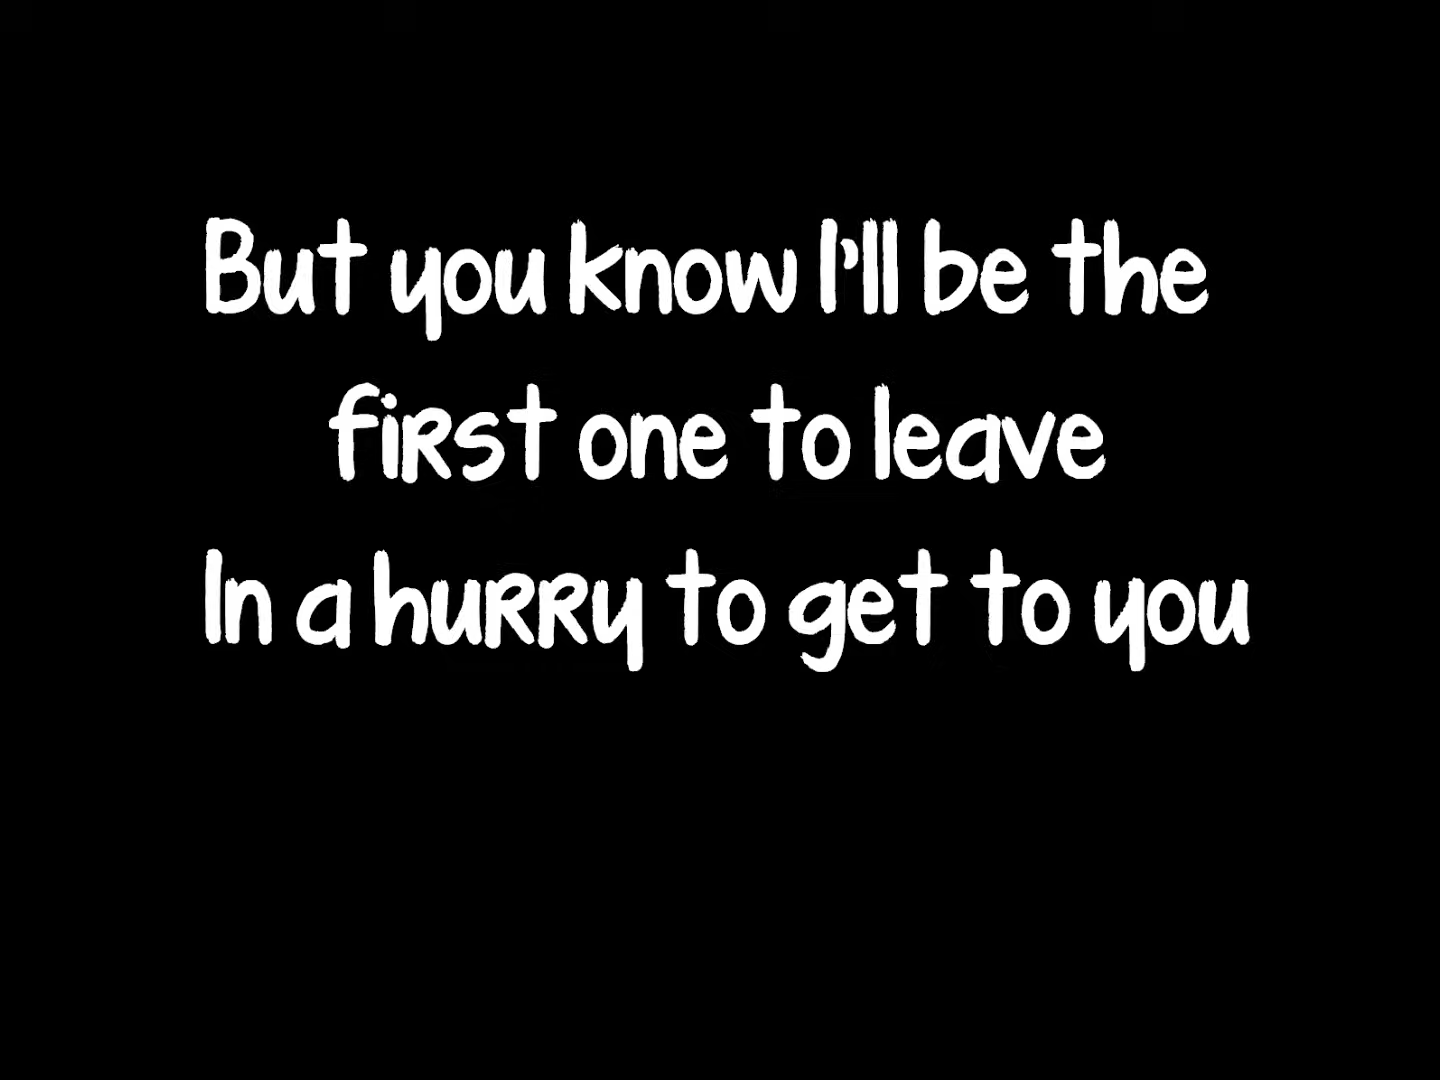 But you know I'll be the
first one to leave
In a hurry to get to you